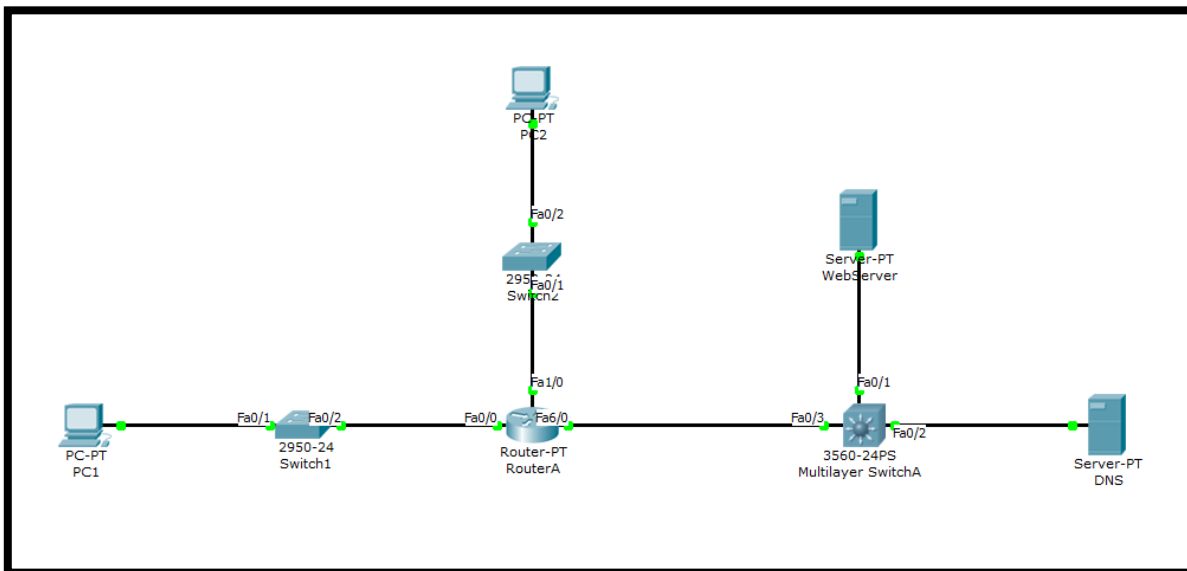 PC-PT
PC2
Fa0/2
Fa0/1
Switch2
Server-PT
WebServer
Fa1/0
Fa0/1
Fa0/1
Fa0/2
Fa0/0
Fa6/0
Fa0/3
Fa0/2
PC-PT
PC1
2950-24
Switch1
Router-PT
RouterA
3560-24PS
Multilayer SwitchA
Server-PT
DNS